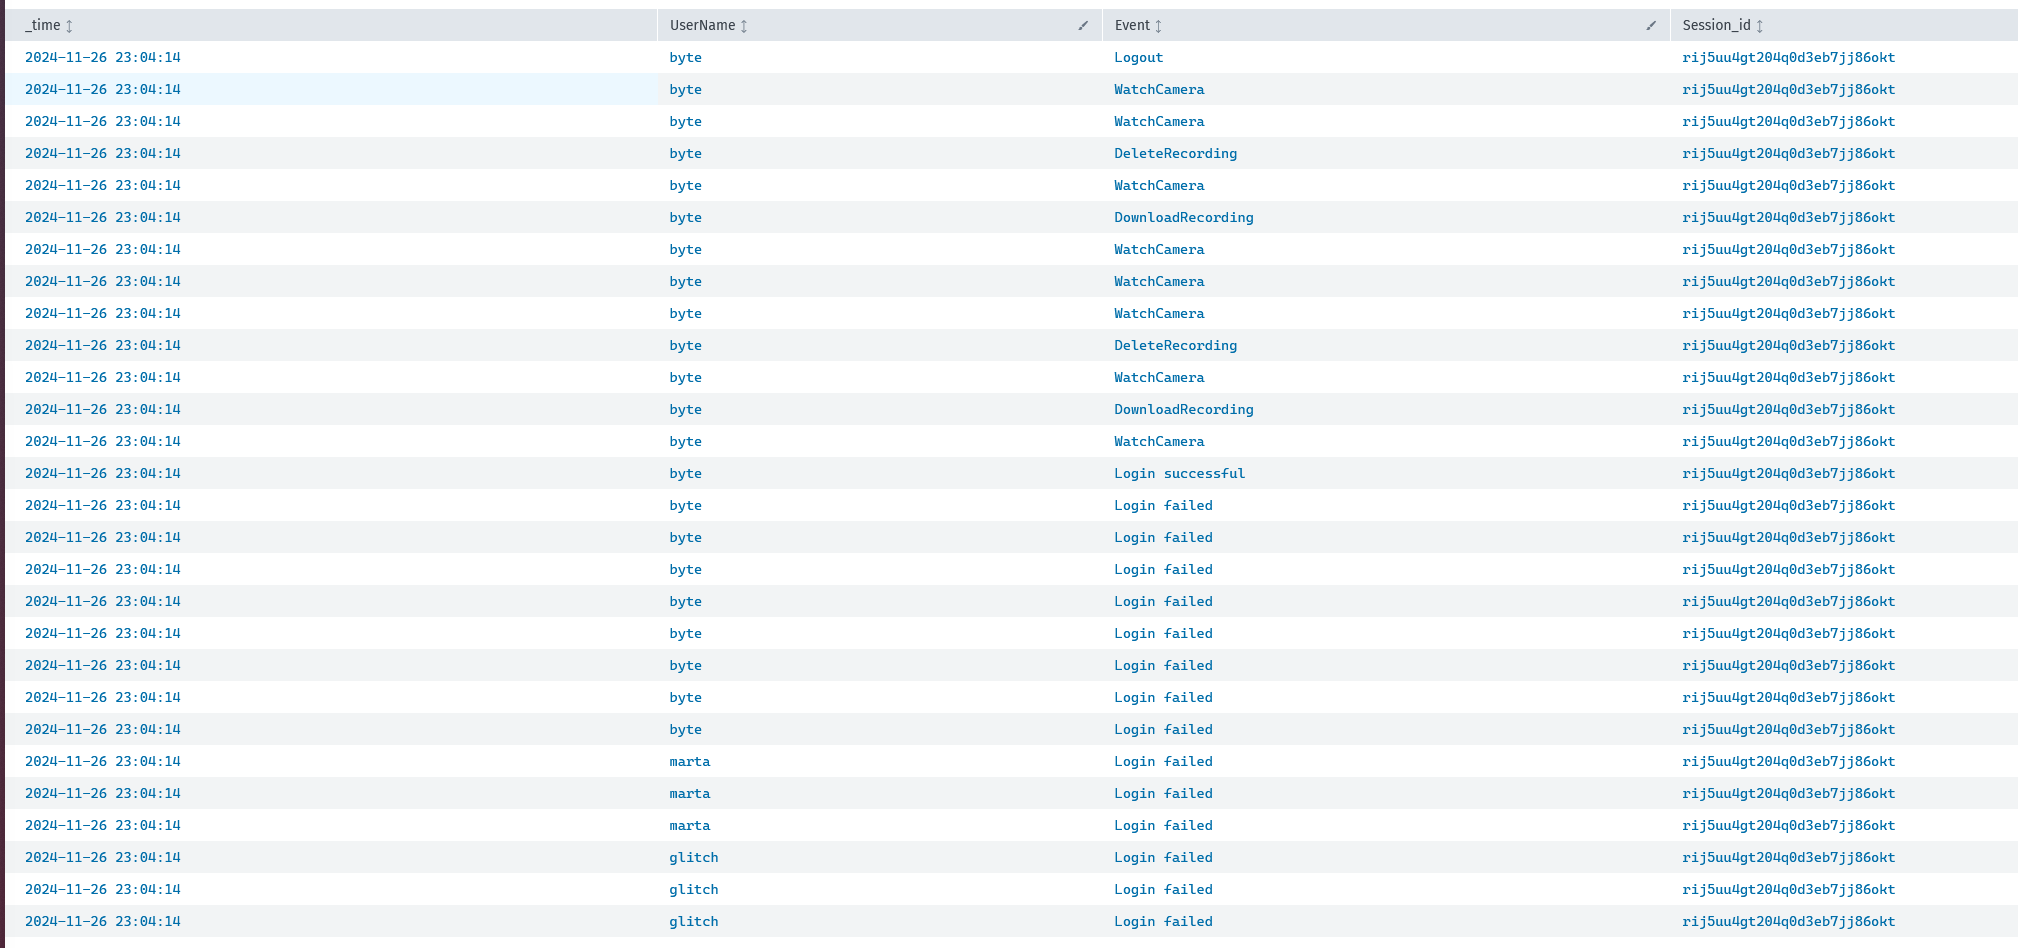 _time UserName Event Session_id
2024-11-26 23:04:14 byte Logout rij5uu4gt204q0d3eb7jj86okt
2024-11-26 23:04:14 byte WatchCamera rij5uu4gt204q0d3eb7jj86okt
2024-11-26 23:04:14 byte WatchCamera rij5uu4gt204q0d3eb7jj86okt
2024-11-26 23:04:14 byte DeleteRecording rij5uu4gt204q0d3eb7jj86okt
2024-11-26 23:04:14 byte WatchCamera rij5uu4gt204q0d3eb7jj86okt
2024-11-26 23:04:14 byte DownloadRecording rij5uu4gt204q0d3eb7jj86okt
2024-11-26 23:04:14 byte WatchCamera rij5uu4gt204q0d3eb7jj86okt
2024-11-26 23:04:14 byte WatchCamera rij5uu4gt204q0d3eb7jj86okt
2024-11-26 23:04:14 byte WatchCamera rij5uu4gt204q0d3eb7jj86okt
2024-11-26 23:04:14 byte DeleteRecording rij5uu4gt204q0d3eb7jj86okt
2024-11-26 23:04:14 byte WatchCamera rij5uu4gt204q0d3eb7jj86okt
2024-11-26 23:04:14 byte DownloadRecording rij5uu4gt204q0d3eb7jj86okt
2024-11-26 23:04:14 byte WatchCamera rij5uu4gt204q0d3eb7jj86okt
2024-11-26 23:04:14 byte Login successful rij5uu4gt204q0d3eb7jj86okt
2024-11-26 23:04:14 byte Login failed rij5uu4gt204q0d3eb7jj86okt
2024-11-26 23:04:14 byte Login failed rij5uu4gt204q0d3eb7jj86okt
2024-11-26 23:04:14 byte Login failed rij5uu4gt204q0d3eb7jj86okt
2024-11-26 23:04:14 byte Login failed rij5uu4gt204q0d3eb7jj86okt
2024-11-26 23:04:14 byte Login failed rij5uu4gt204q0d3eb7jj86okt
2024-11-26 23:04:14 byte Login failed rij5uu4gt204q0d3eb7jj86okt
2024-11-26 23:04:14 byte Login failed rij5uu4gt204q0d3eb7jj86okt
2024-11-26 23:04:14 byte Login failed rij5uu4gt204q0d3eb7jj86okt
2024-11-26 23:04:14 marta Login failed rij5uu4gt204q0d3eb7jj86okt
2024-11-26 23:04:14 marta Login failed rij5uu4gt204q0d3eb7jj86okt
2024-11-26 23:04:14 marta Login failed rij5uu4gt204q0d3eb7jj86okt
2024-11-26 23:04:14 glitch Login failed rij5uu4gt204q0d3eb7jj86okt
2024-11-26 23:04:14 glitch Login failed rij5uu4gt204q0d3eb7jj86okt
2024-11-26 23:04:14 glitch Login failed rij5uu4gt204q0d3eb7jj86okt